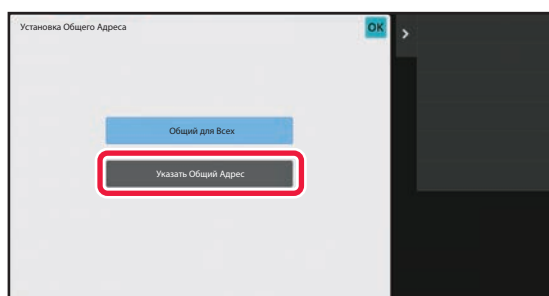 Установка Общего Адреса
OK
Общий для Всех
Указать Общий Адрес